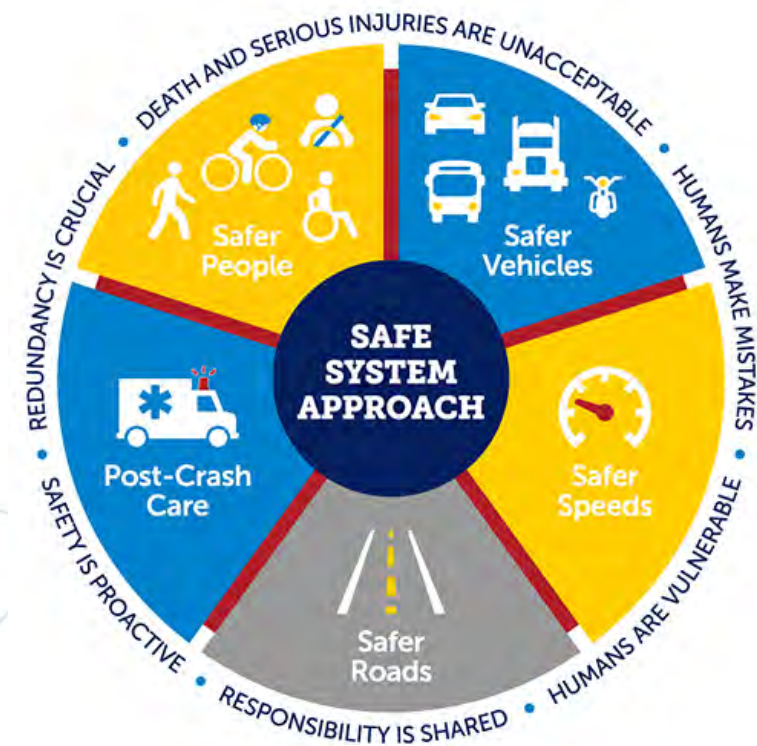 DEATH AND SERIOUS INJURIES ARE UNACCEPTABLE
HUMANS MAKE MISTAKES
HUMANS ARE VULNERABLE
RESPONSIBILITY IS SHARED
SAFETY IS PROACTIVE
REDUNDANCY IS CRUCIAL
Safer
People
Safer
Vehicles
SAFE
SYSTEM
APPROACH
Post-Crash
Care
Safer
Speeds
Safer
Roads